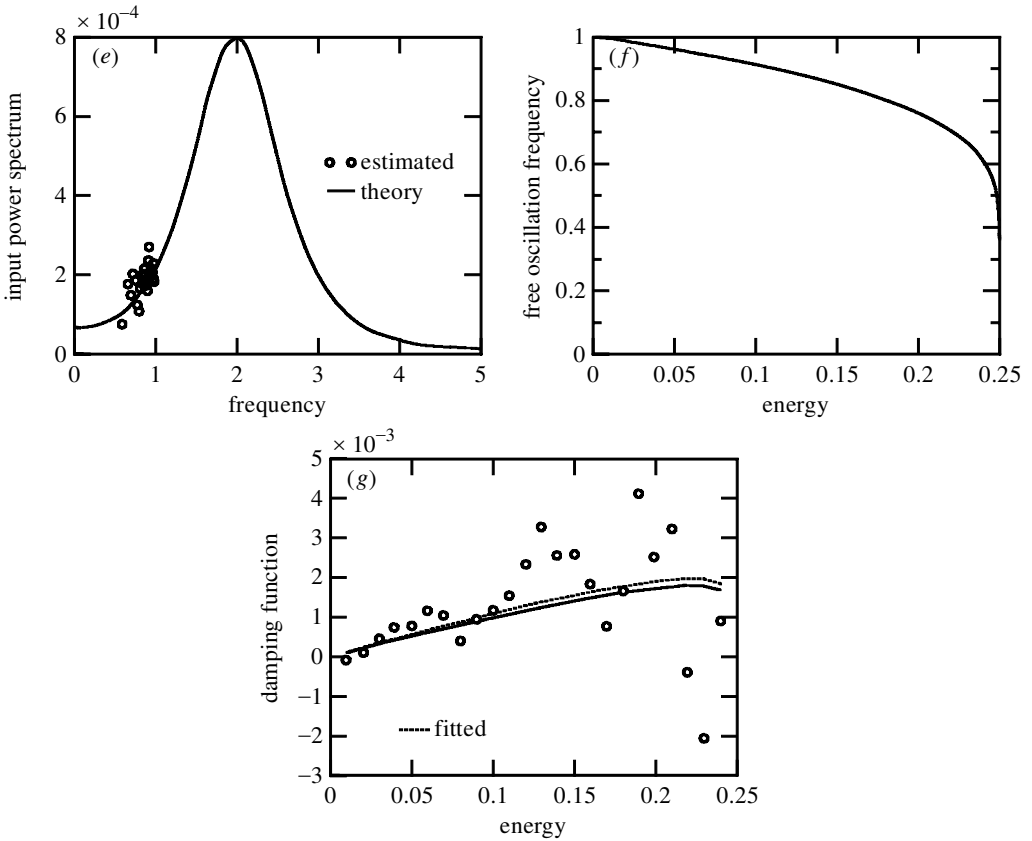 × 10⁻⁴
(e)
8
6
4
2
0
input power spectrum
estimated
theory
0 1 2 3 4 5
frequency
(f)
1
0.8
0.6
0.4
0.2
0
free oscillation frequency
0 0.05 0.1 0.15 0.2 0.25
energy
× 10⁻³
(g)
5
4
3
2
1
0
−1
−2
−3
damping function
fitted
0 0.05 0.1 0.15 0.2 0.25
energy